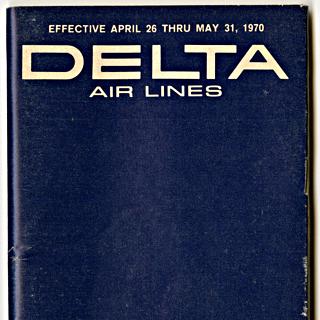 EFFECTIVE APRIL 26 THRU MAY 31, 1970
DELTA
AIR LINES